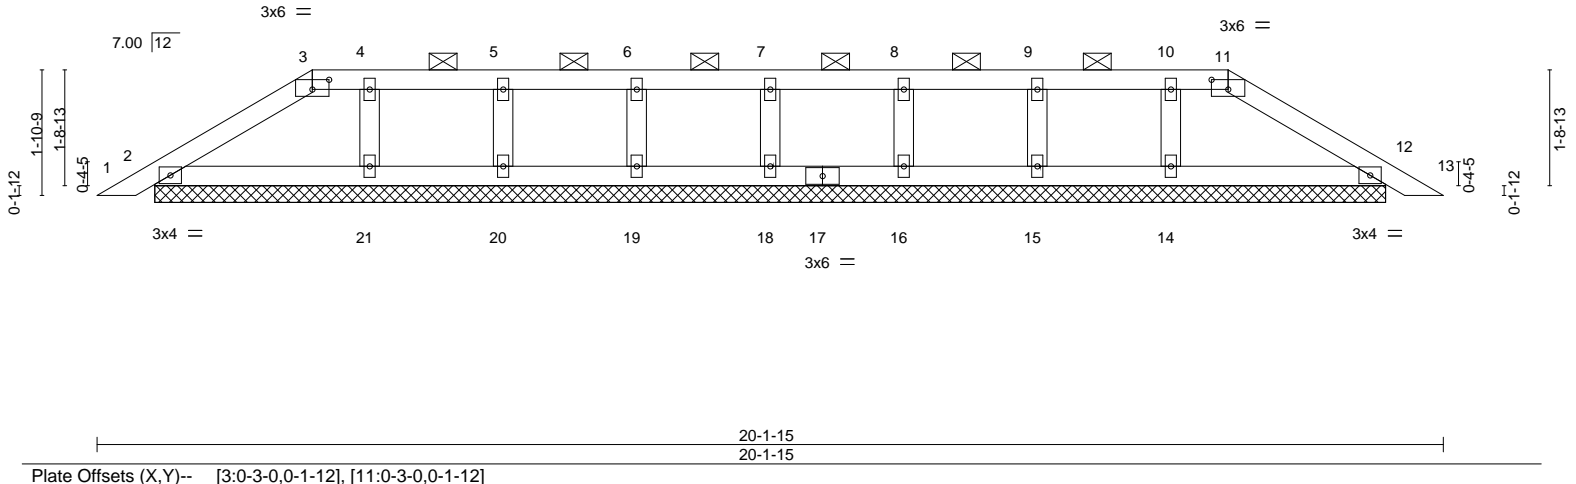 3x6 =
3x6 =
7.00 12
3 4 5 6 7 8 9 10 11
1-10-9
1-8-13
1-8-13
0-4-5
0-1-12
1 2
12
13
0-4-5
0-1-12
3x4 =
21 20 19 18 17 16 15 14
3x4 =
3x6 =
20-1-15
20-1-15
Plate Offsets (X,Y)-- [3:0-3-0,0-1-12], [11:0-3-0,0-1-12]